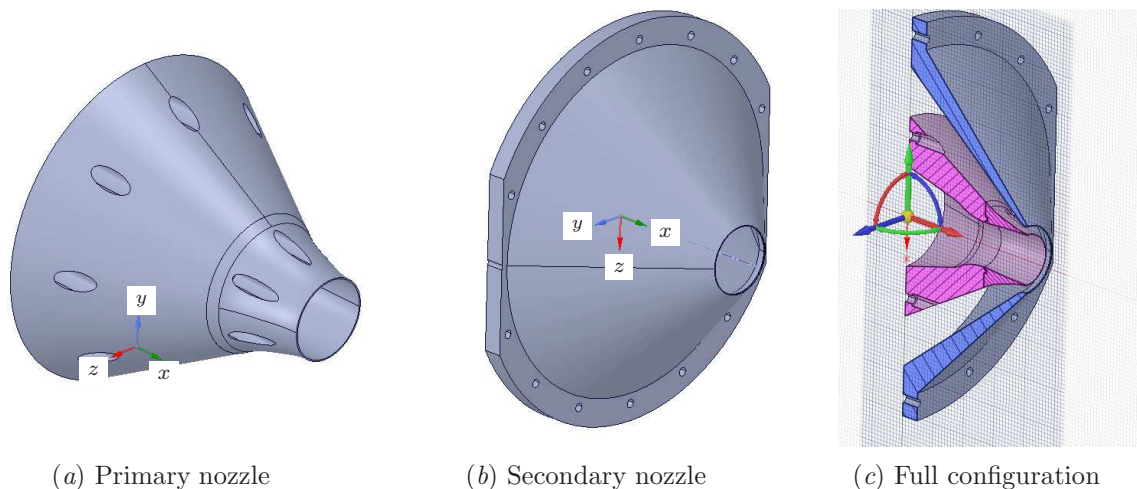 y
z
x
y
x
z
(a) Primary nozzle
(b) Secondary nozzle
(c) Full configuration